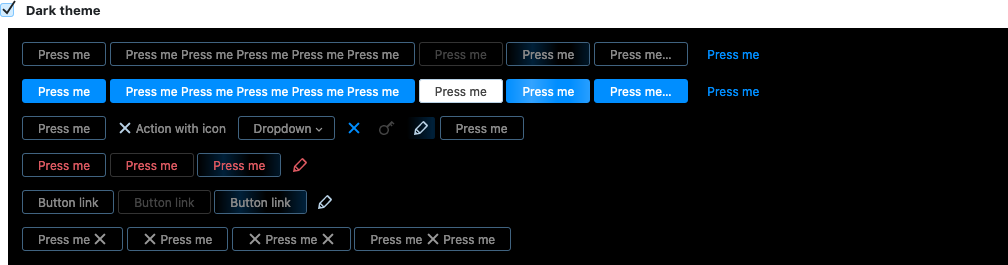 Dark theme
Press me Press me Press me Press me Press me Press me Press me Press me Press me... Press me
Press me Press me Press me Press me Press me Press me Press me Press me Press me... Press me
Press me Action with icon Dropdown Press me
Press me Press me Press me
Button link Button link Button link
Press me Press me Press me Press me Press me